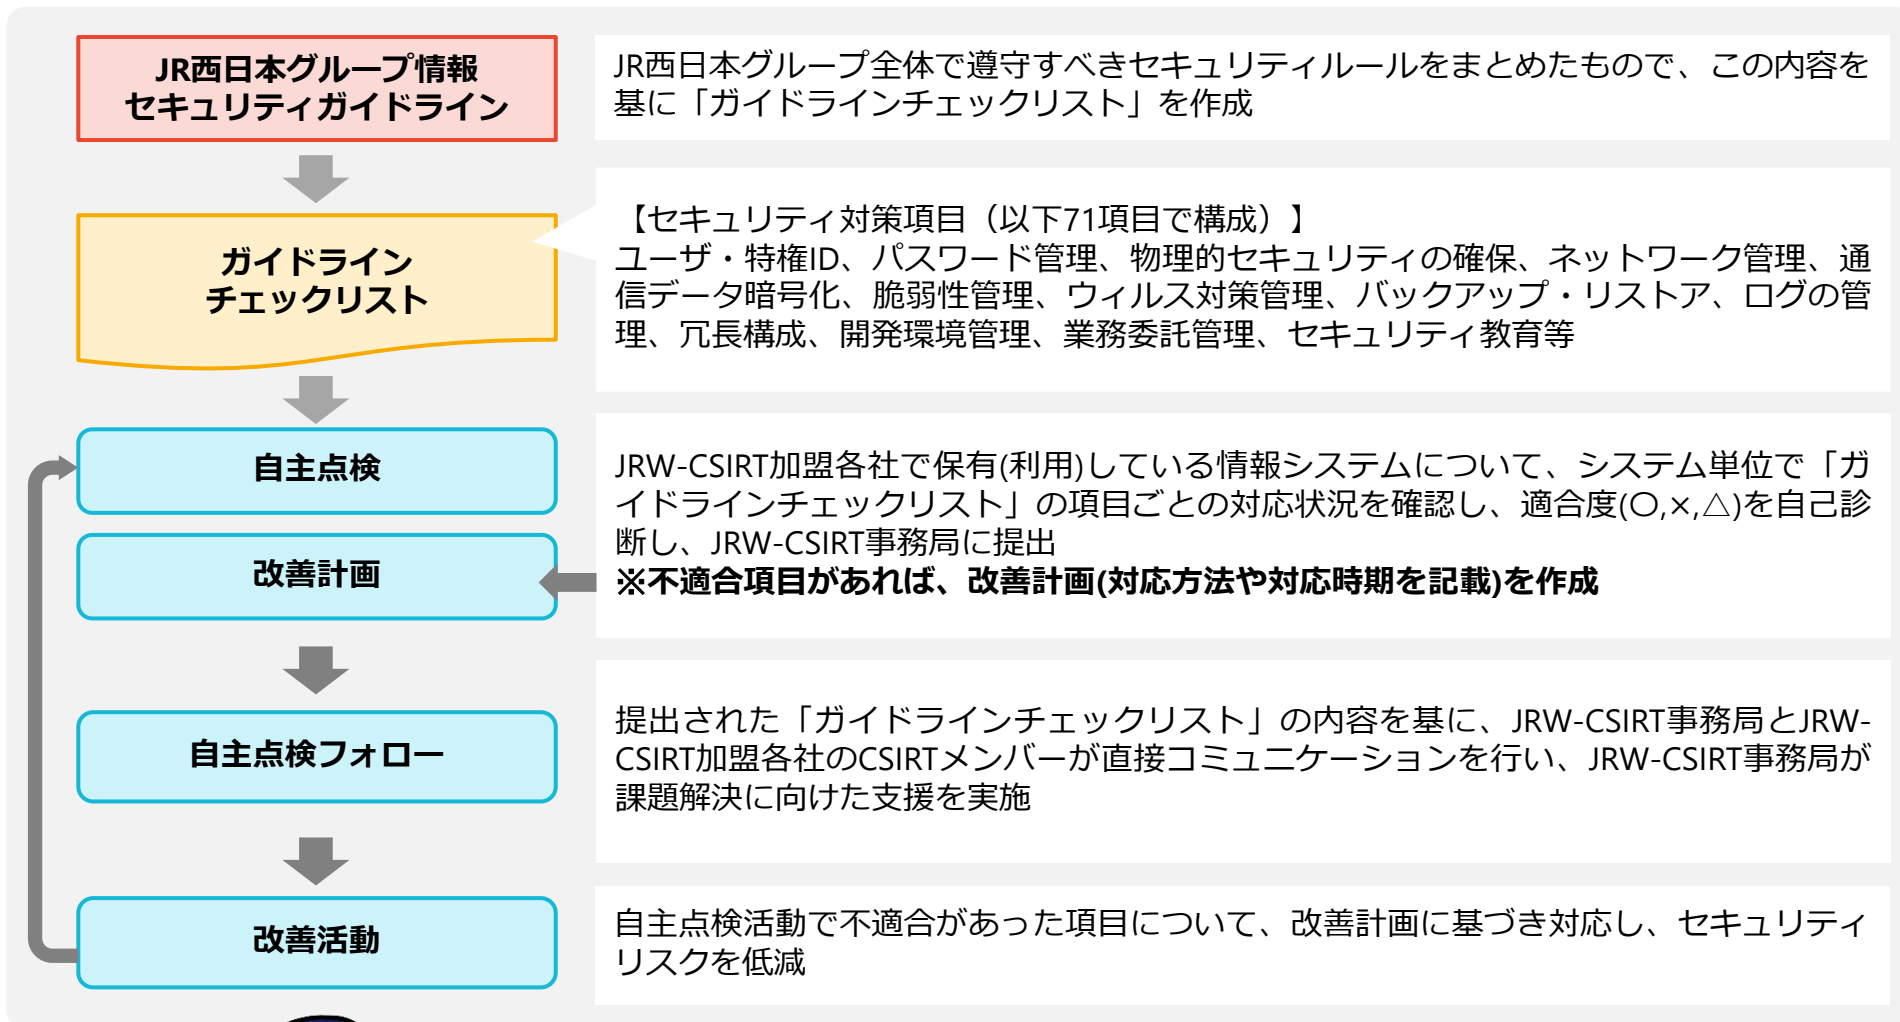 JR西日本グループ情報
セキュリティガイドライン
JR西日本グループ全体で遵守すべきセキュリティルールをまとめたもので、この内容を
基に「ガイドラインチェックリスト」を作成
ガイドライン
チェックリスト
【セキュリティ対策項目（以下71項目で構成）】
ユーザ・特権ID、パスワード管理、物理的セキュリティの確保、ネットワーク管理、通
信データ暗号化、脆弱性管理、ウィルス対策管理、バックアップ・リストア、ログの管
理、冗長構成、開発環境管理、業務委託管理、セキュリティ教育等
自主点検
改善計画
JRW-CSIRT加盟各社で保有(利用)している情報システムについて、システム単位で「ガ
イドラインチェックリスト」の項目ごとの対応状況を確認し、適合度(〇,×,△)を自己診
断し、JRW-CSIRT事務局に提出
※不適合項目があれば、改善計画(対応方法や対応時期を記載)を作成
自主点検フォロー
提出された「ガイドラインチェックリスト」の内容を基に、JRW-CSIRT事務局とJRW-
CSIRT加盟各社のCSIRTメンバーが直接コミュニケーションを行い、JRW-CSIRT事務局が
課題解決に向けた支援を実施
改善活動
自主点検活動で不適合があった項目について、改善計画に基づき対応し、セキュリティ
リスクを低減